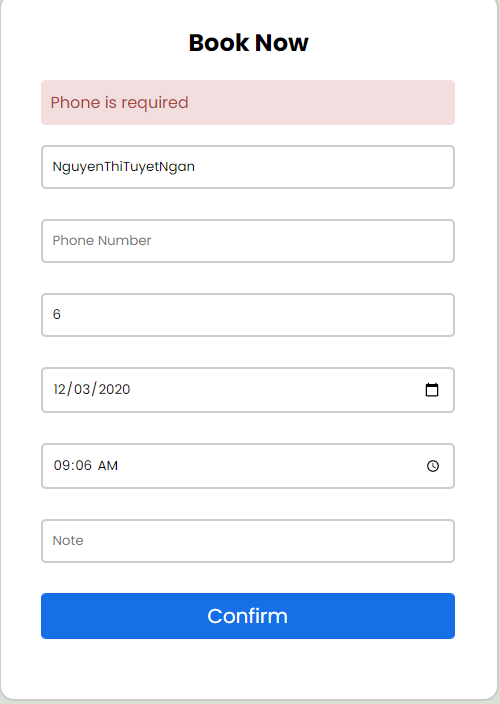 Book Now
Phone is required
NguyenThiTuyetNgan
Phone Number
6
12/03/2020
09:06 AM
Note
Confirm